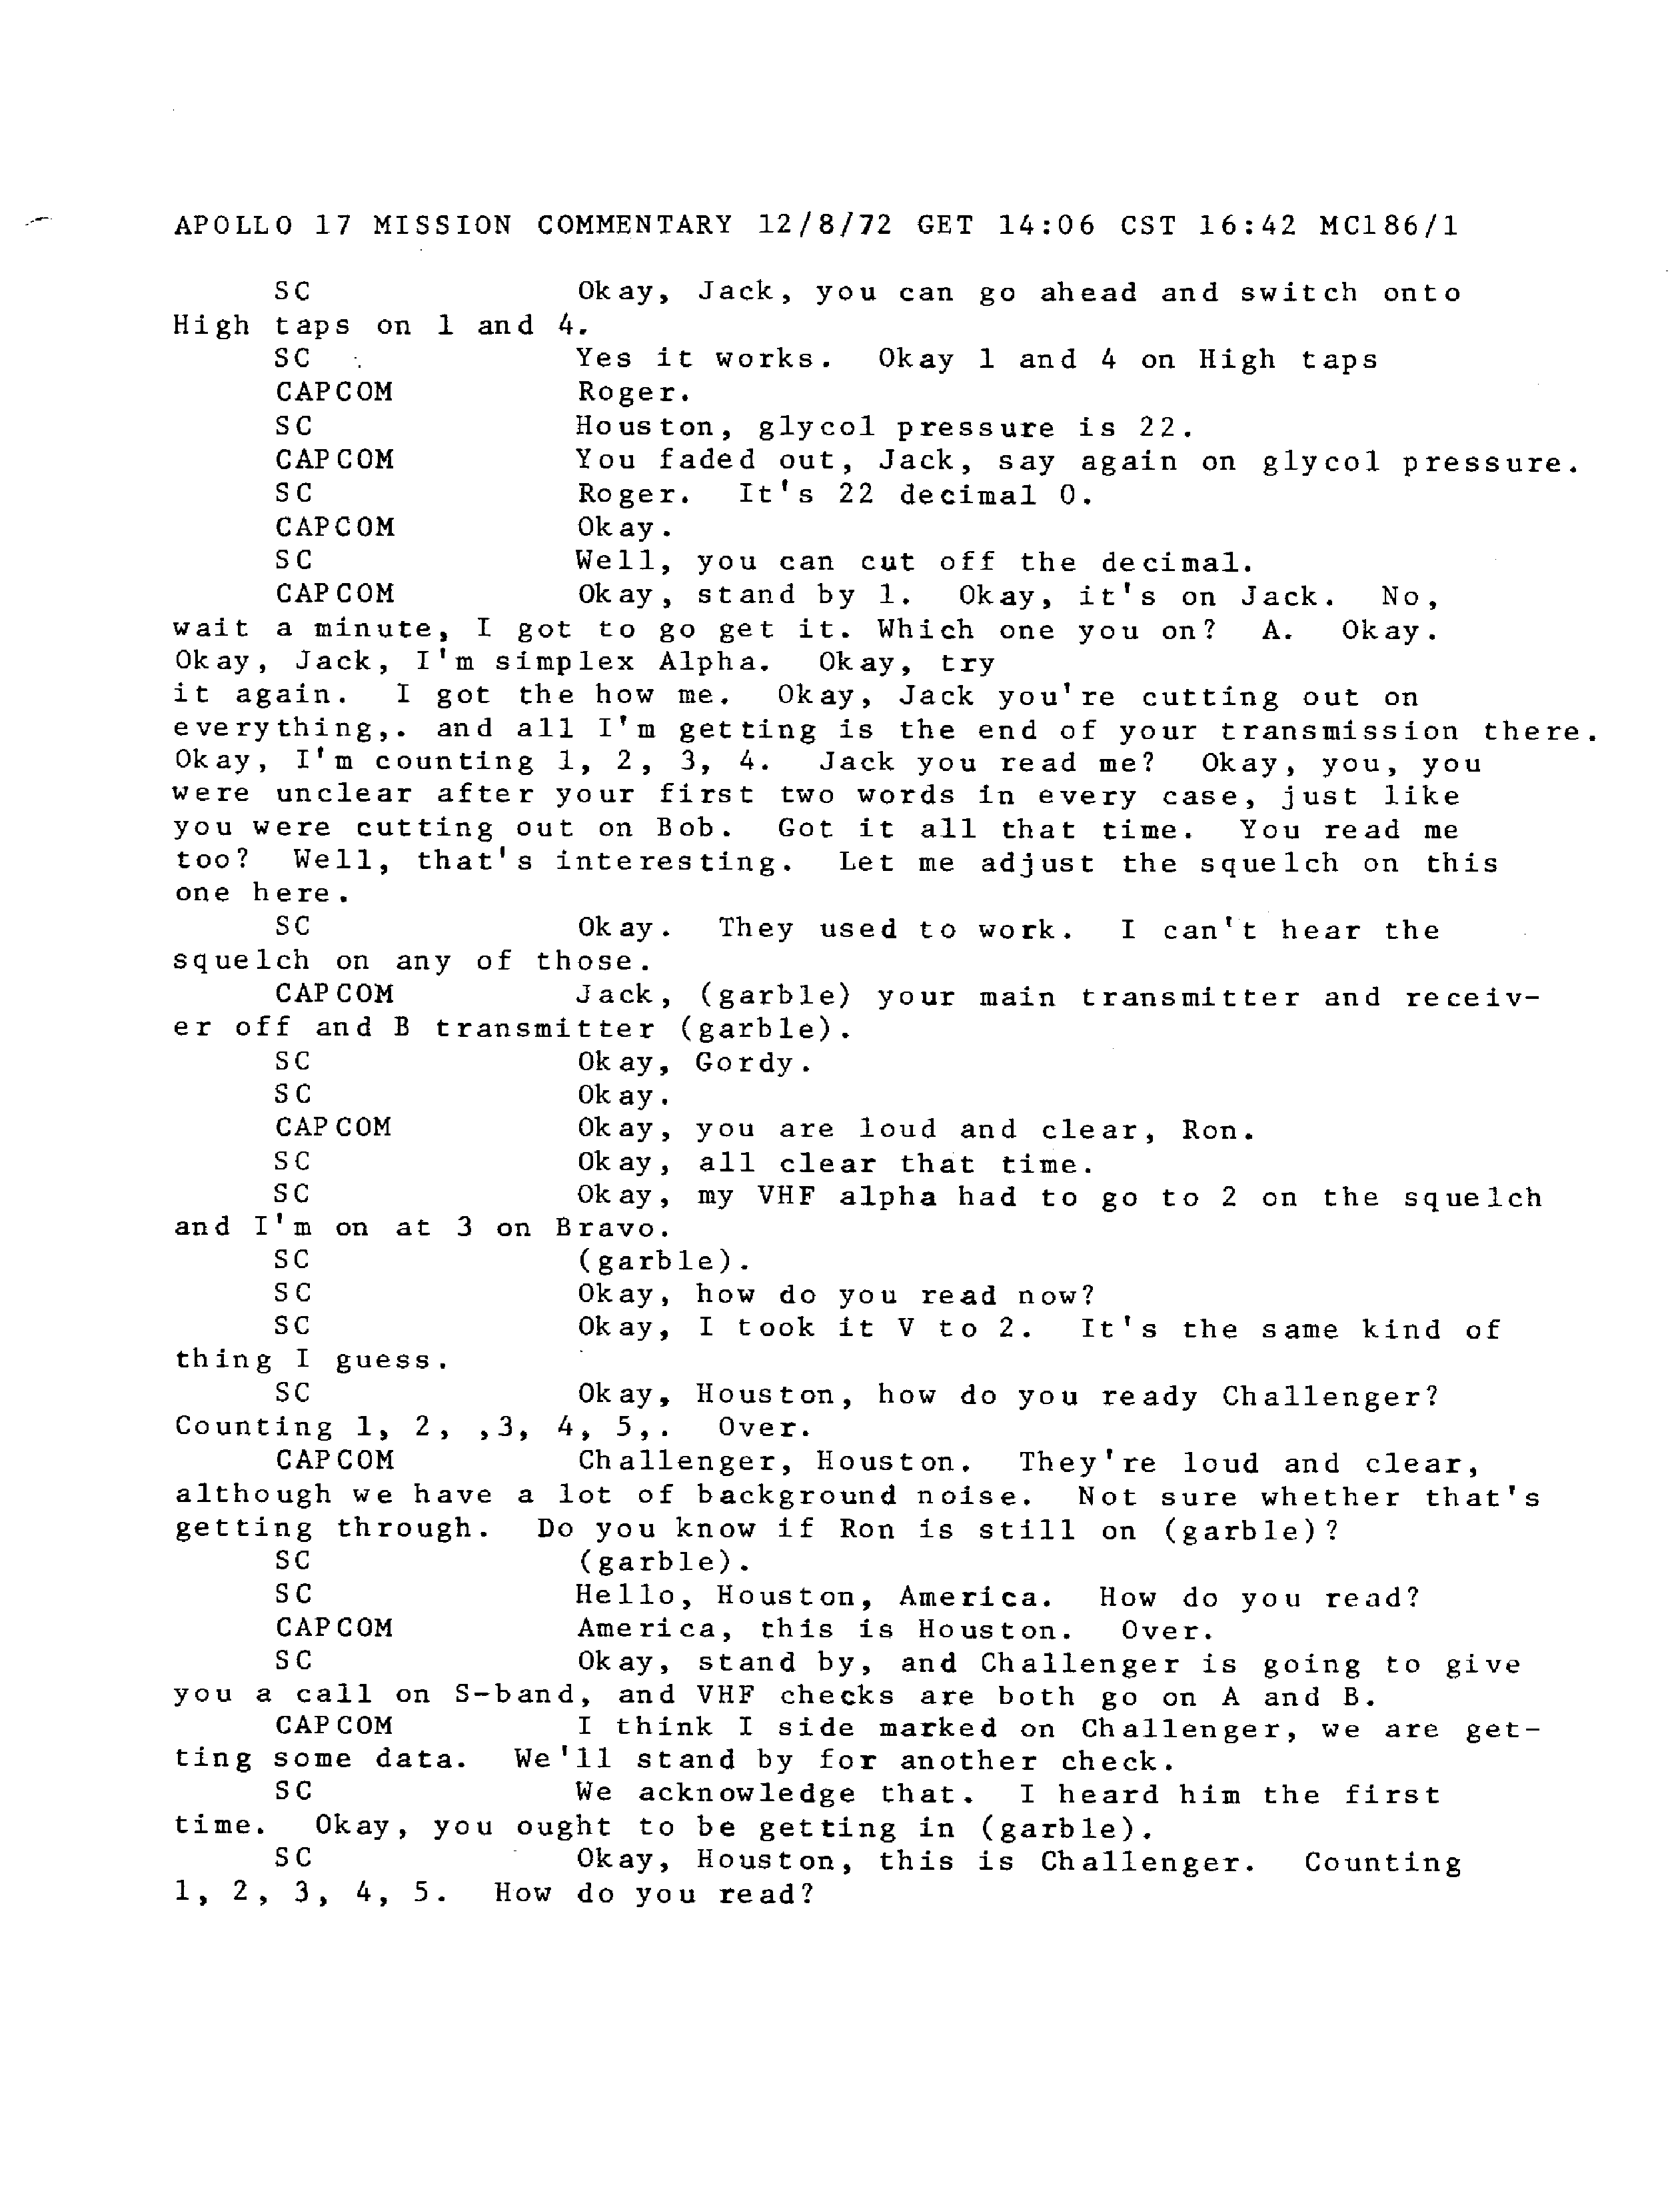 APOLLO 17 MISSION COMMENTARY 12/8/72 GET 14:06 CST 16:42 MC186/1
SC Okay, Jack, you can go ahead and switch onto
High taps on 1 and 4.
SC Yes it works. Okay 1 and 4 on High taps
CAPCOM Roger.
SC Houston, glycol pressure is 22.
CAPCOM You faded out, Jack, say again on glycol pressure.
SC Roger. It's 22 decimal 0.
CAPCOM Okay.
SC Well, you can cut off the decimal.
CAPCOM Okay, stand by 1. Okay, it's on Jack. No,
wait a minute, I got to go get it. Which one you on? A. Okay.
Okay, Jack, I'm simplex Alpha. Okay, try
it again. I got the how me. Okay, Jack you're cutting out on
everything,. and all I'm getting is the end of your transmission there.
Okay, I'm counting 1, 2, 3, 4. Jack you read me? Okay, you, you
were unclear after your first two words in every case, just like
you were cutting out on Bob. Got it all that time. You read me
too? Well, that's interesting. Let me adjust the squelch on this
one here.
SC Okay. They used to work. I can't hear the
squelch on any of those.
CAPCOM Jack, (garble) your main transmitter and receiv-
er off and B transmitter (garble).
SC Okay, Gordy.
SC Okay.
CAPCOM Okay, you are loud and clear, Ron.
SC Okay, all clear that time.
SC Okay, my VHF alpha had to go to 2 on the squelch
and I'm on at 3 on Bravo.
SC (garble).
SC Okay, how do you read now?
SC Okay, I took it V to 2. It's the same kind of
thing I guess.
SC Okay, Houston, how do you ready Challenger?
Counting 1, 2, ,3, 4, 5,. Over.
CAPCOM Challenger, Houston. They're loud and clear,
although we have a lot of background noise. Not sure whether that's
getting through. Do you know if Ron is still on (garble)?
SC (garble).
SC Hello, Houston, America. How do you read?
CAPCOM America, this is Houston. Over.
SC Okay, stand by, and Challenger is going to give
you a call on S-band, and VHF checks are both go on A and B.
CAPCOM I think I side marked on Challenger, we are get-
ting some data. We'll stand by for another check.
SC We acknowledge that. I heard him the first
time. Okay, you ought to be getting in (garble).
SC Okay, Houston, this is Challenger. Counting
1, 2, 3, 4, 5. How do you read?